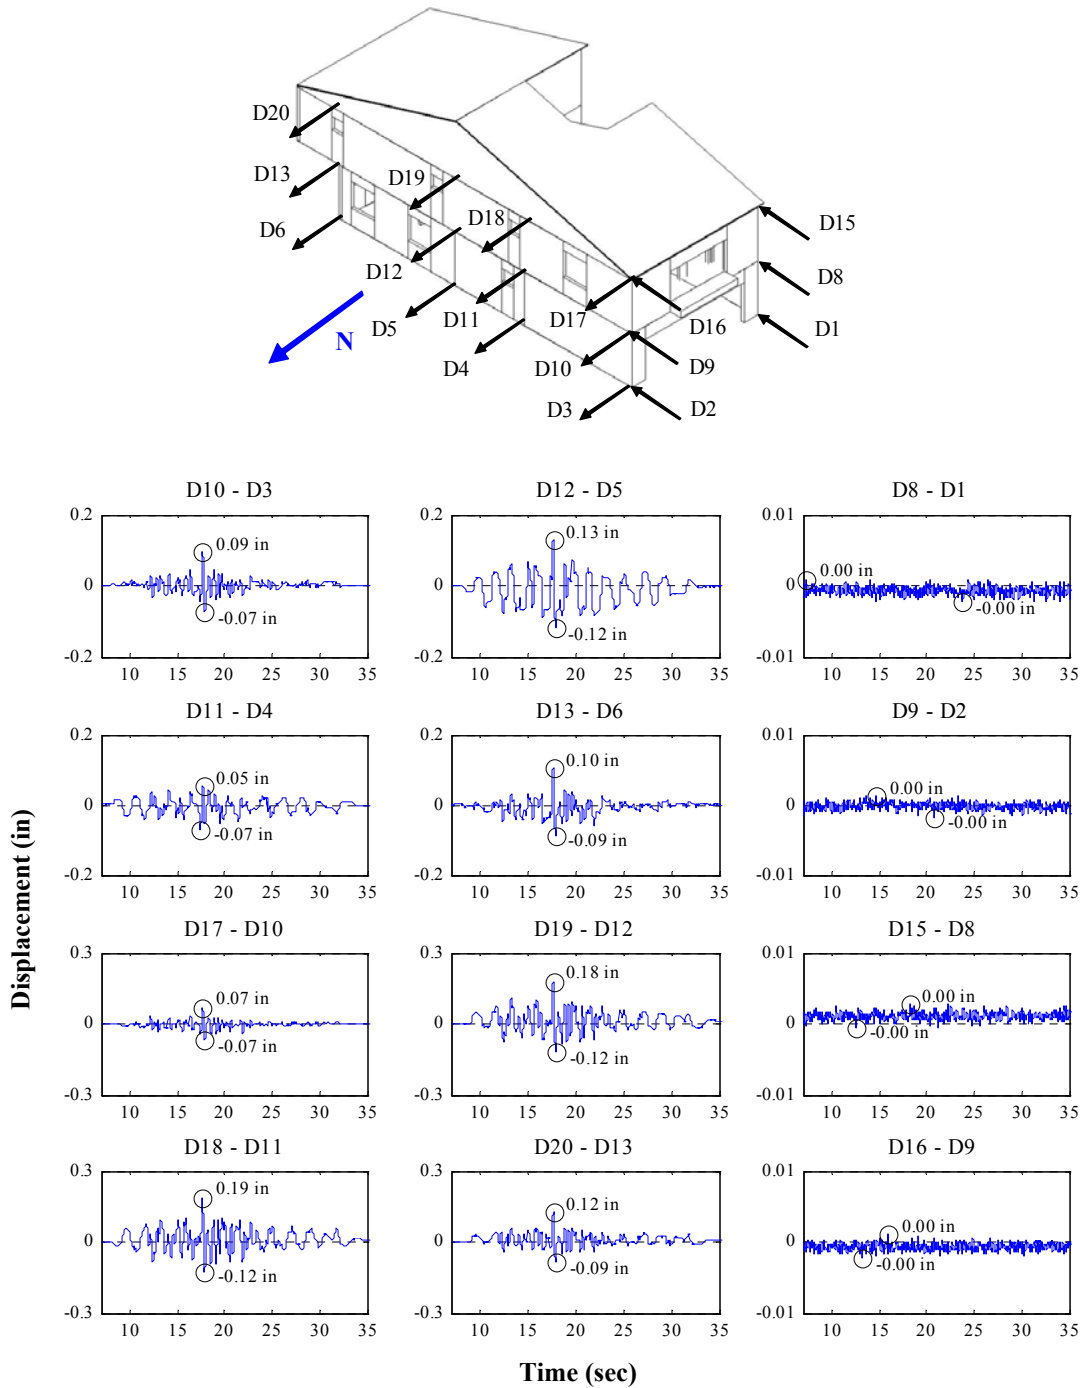 D20
D13
D19
D6
D18
D15
D12
D8
D5
D11
D17
D16
D1
N
D4
D10
D9
D3
D2
D10 - D3
D12 - D5
D8 - D1
0.2
0
-0.2
0.09 in
-0.07 in
10 15 20 25 30 35
0.2
0
-0.2
0.13 in
-0.12 in
10 15 20 25 30 35
0.01
0
-0.01
0.00 in
-0.00 in
10 15 20 25 30 35
D11 - D4
D13 - D6
D9 - D2
0.2
0
-0.2
0.05 in
-0.07 in
10 15 20 25 30 35
0.2
0
-0.2
0.10 in
-0.09 in
10 15 20 25 30 35
0.01
0
-0.01
0.00 in
-0.00 in
10 15 20 25 30 35
Displacement (in)
D17 - D10
D19 - D12
D15 - D8
0.3
0
-0.3
0.07 in
-0.07 in
10 15 20 25 30 35
0.3
0
-0.3
0.18 in
-0.12 in
10 15 20 25 30 35
0.01
0
-0.01
0.00 in
-0.00 in
10 15 20 25 30 35
D18 - D11
D20 - D13
D16 - D9
0.3
0
-0.3
0.19 in
-0.12 in
10 15 20 25 30 35
0.3
0
-0.3
0.12 in
-0.09 in
10 15 20 25 30 35
0.01
0
-0.01
0.00 in
-0.00 in
10 15 20 25 30 35
Time (sec)